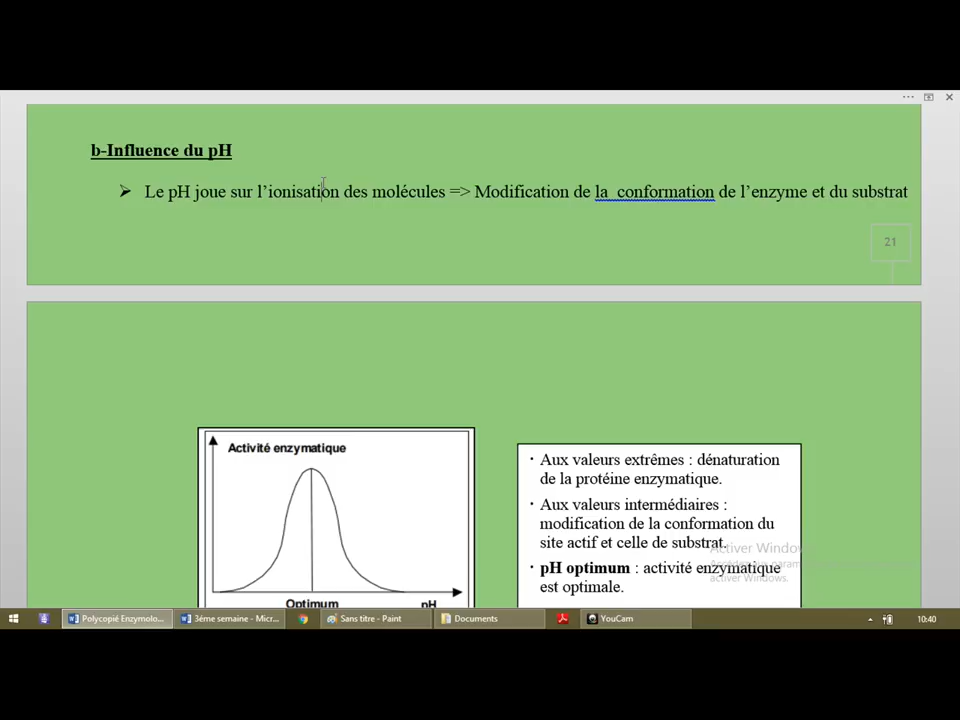 b-Influence du pH
➢ Le pH joue sur l’ionisation des molécules => Modification de la  conformation de l’enzyme et du substrat
21
Activité enzymatique
Optimum
pH
· Aux valeurs extrêmes : dénaturation
de la protéine enzymatique.
· Aux valeurs intermédiaires :
modification de la conformation du
site actif et celle de substrat.
· pH optimum : activité enzymatique
est optimale.
Activer Windo
activer Windows.
Polycopié Enzymolo...
3éme semaine - Micr...
Sans titre - Paint
Documents
YouCam
10:40